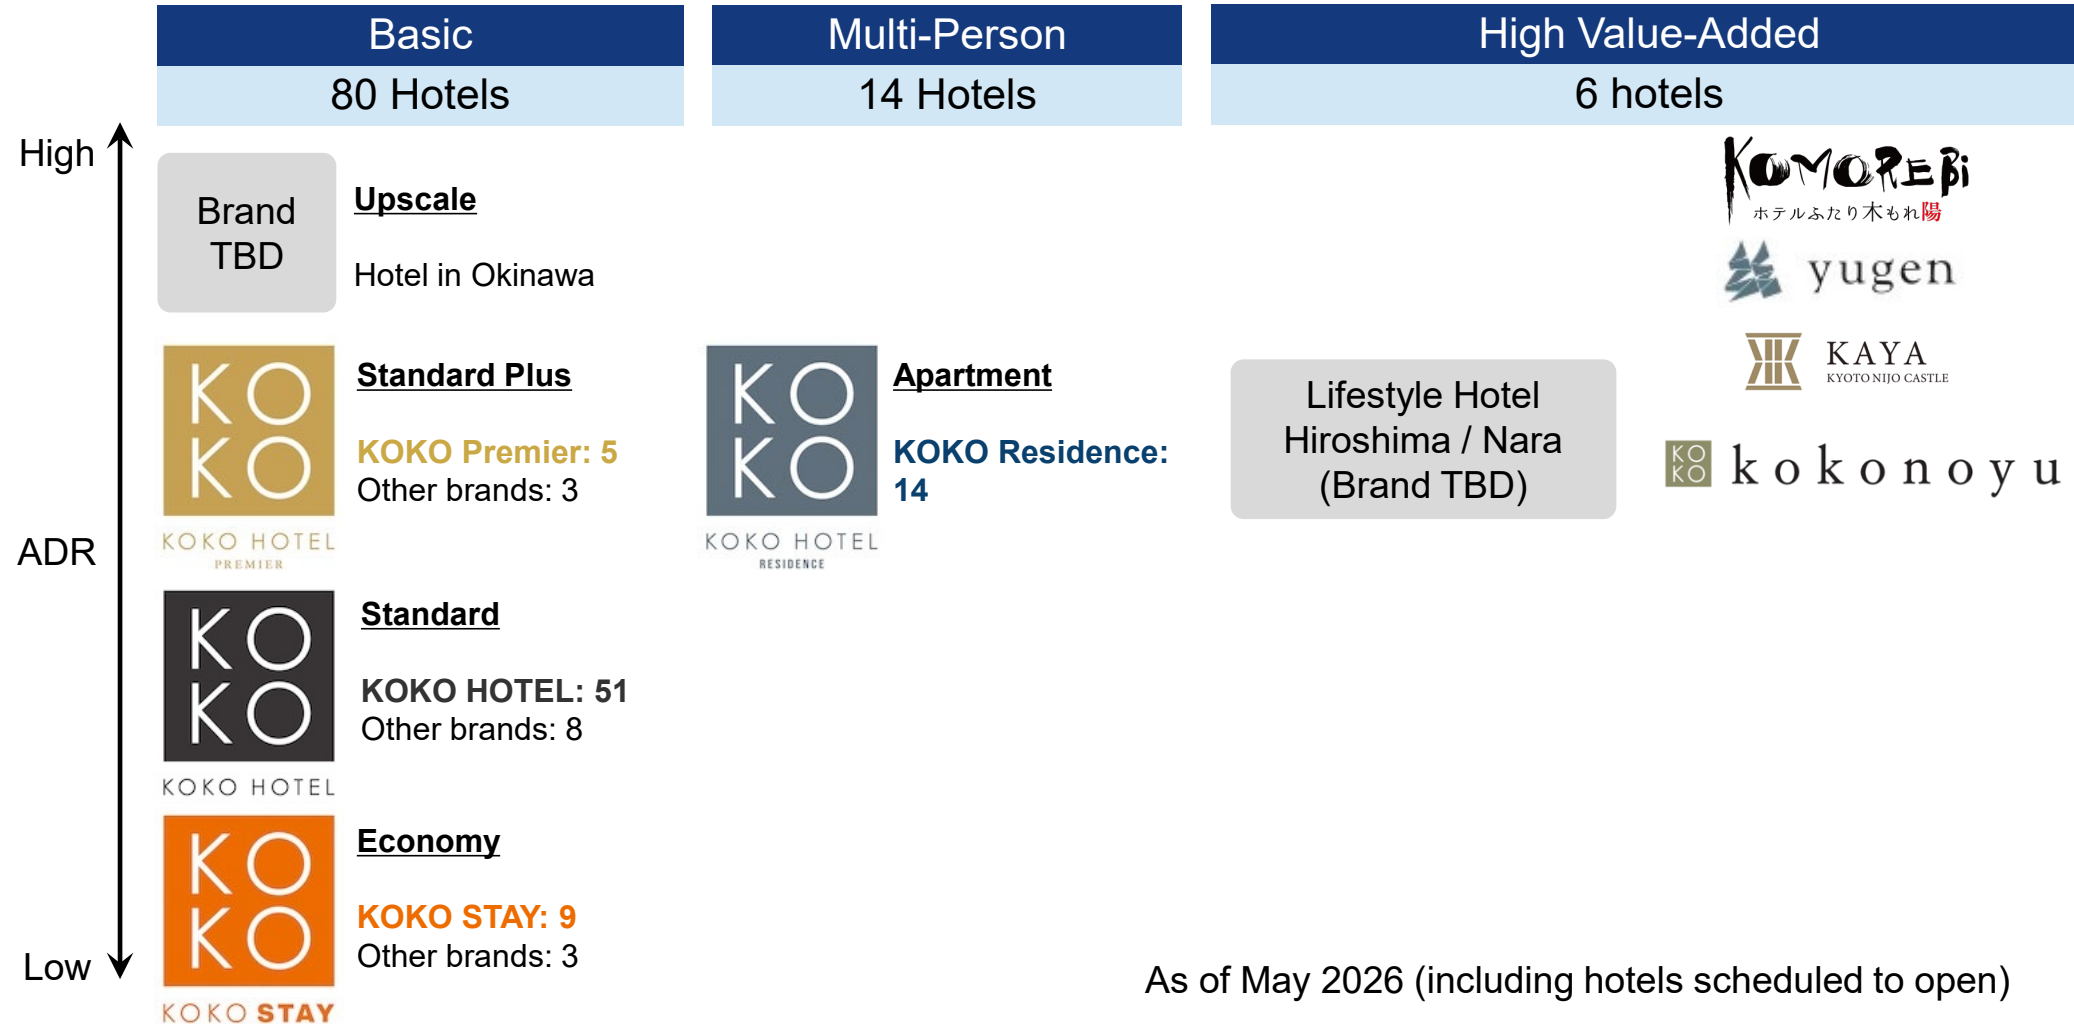 Basic
80 Hotels
Multi-Person
14 Hotels
High Value-Added
6 hotels
High
ADR
Low
Brand
TBD
Upscale
Hotel in Okinawa
KO
KO
KOKO HOTEL
PREMIER
Standard Plus
KOKO Premier: 5
Other brands: 3
KO
KO
KOKO HOTEL
Standard
KOKO HOTEL: 51
Other brands: 8
KO
KO
KOKO STAY
Economy
KOKO STAY: 9
Other brands: 3
KO
KO
KOKO HOTEL
RESIDENCE
Apartment
KOKO Residence:
14
Lifestyle Hotel
Hiroshima / Nara
(Brand TBD)
KOMOREBi
ホテルふたり木もれ陽
yugen
KAYA
KYOTO NIJO CASTLE
KO
KO
kokonoyu
As of May 2026 (including hotels scheduled to open)